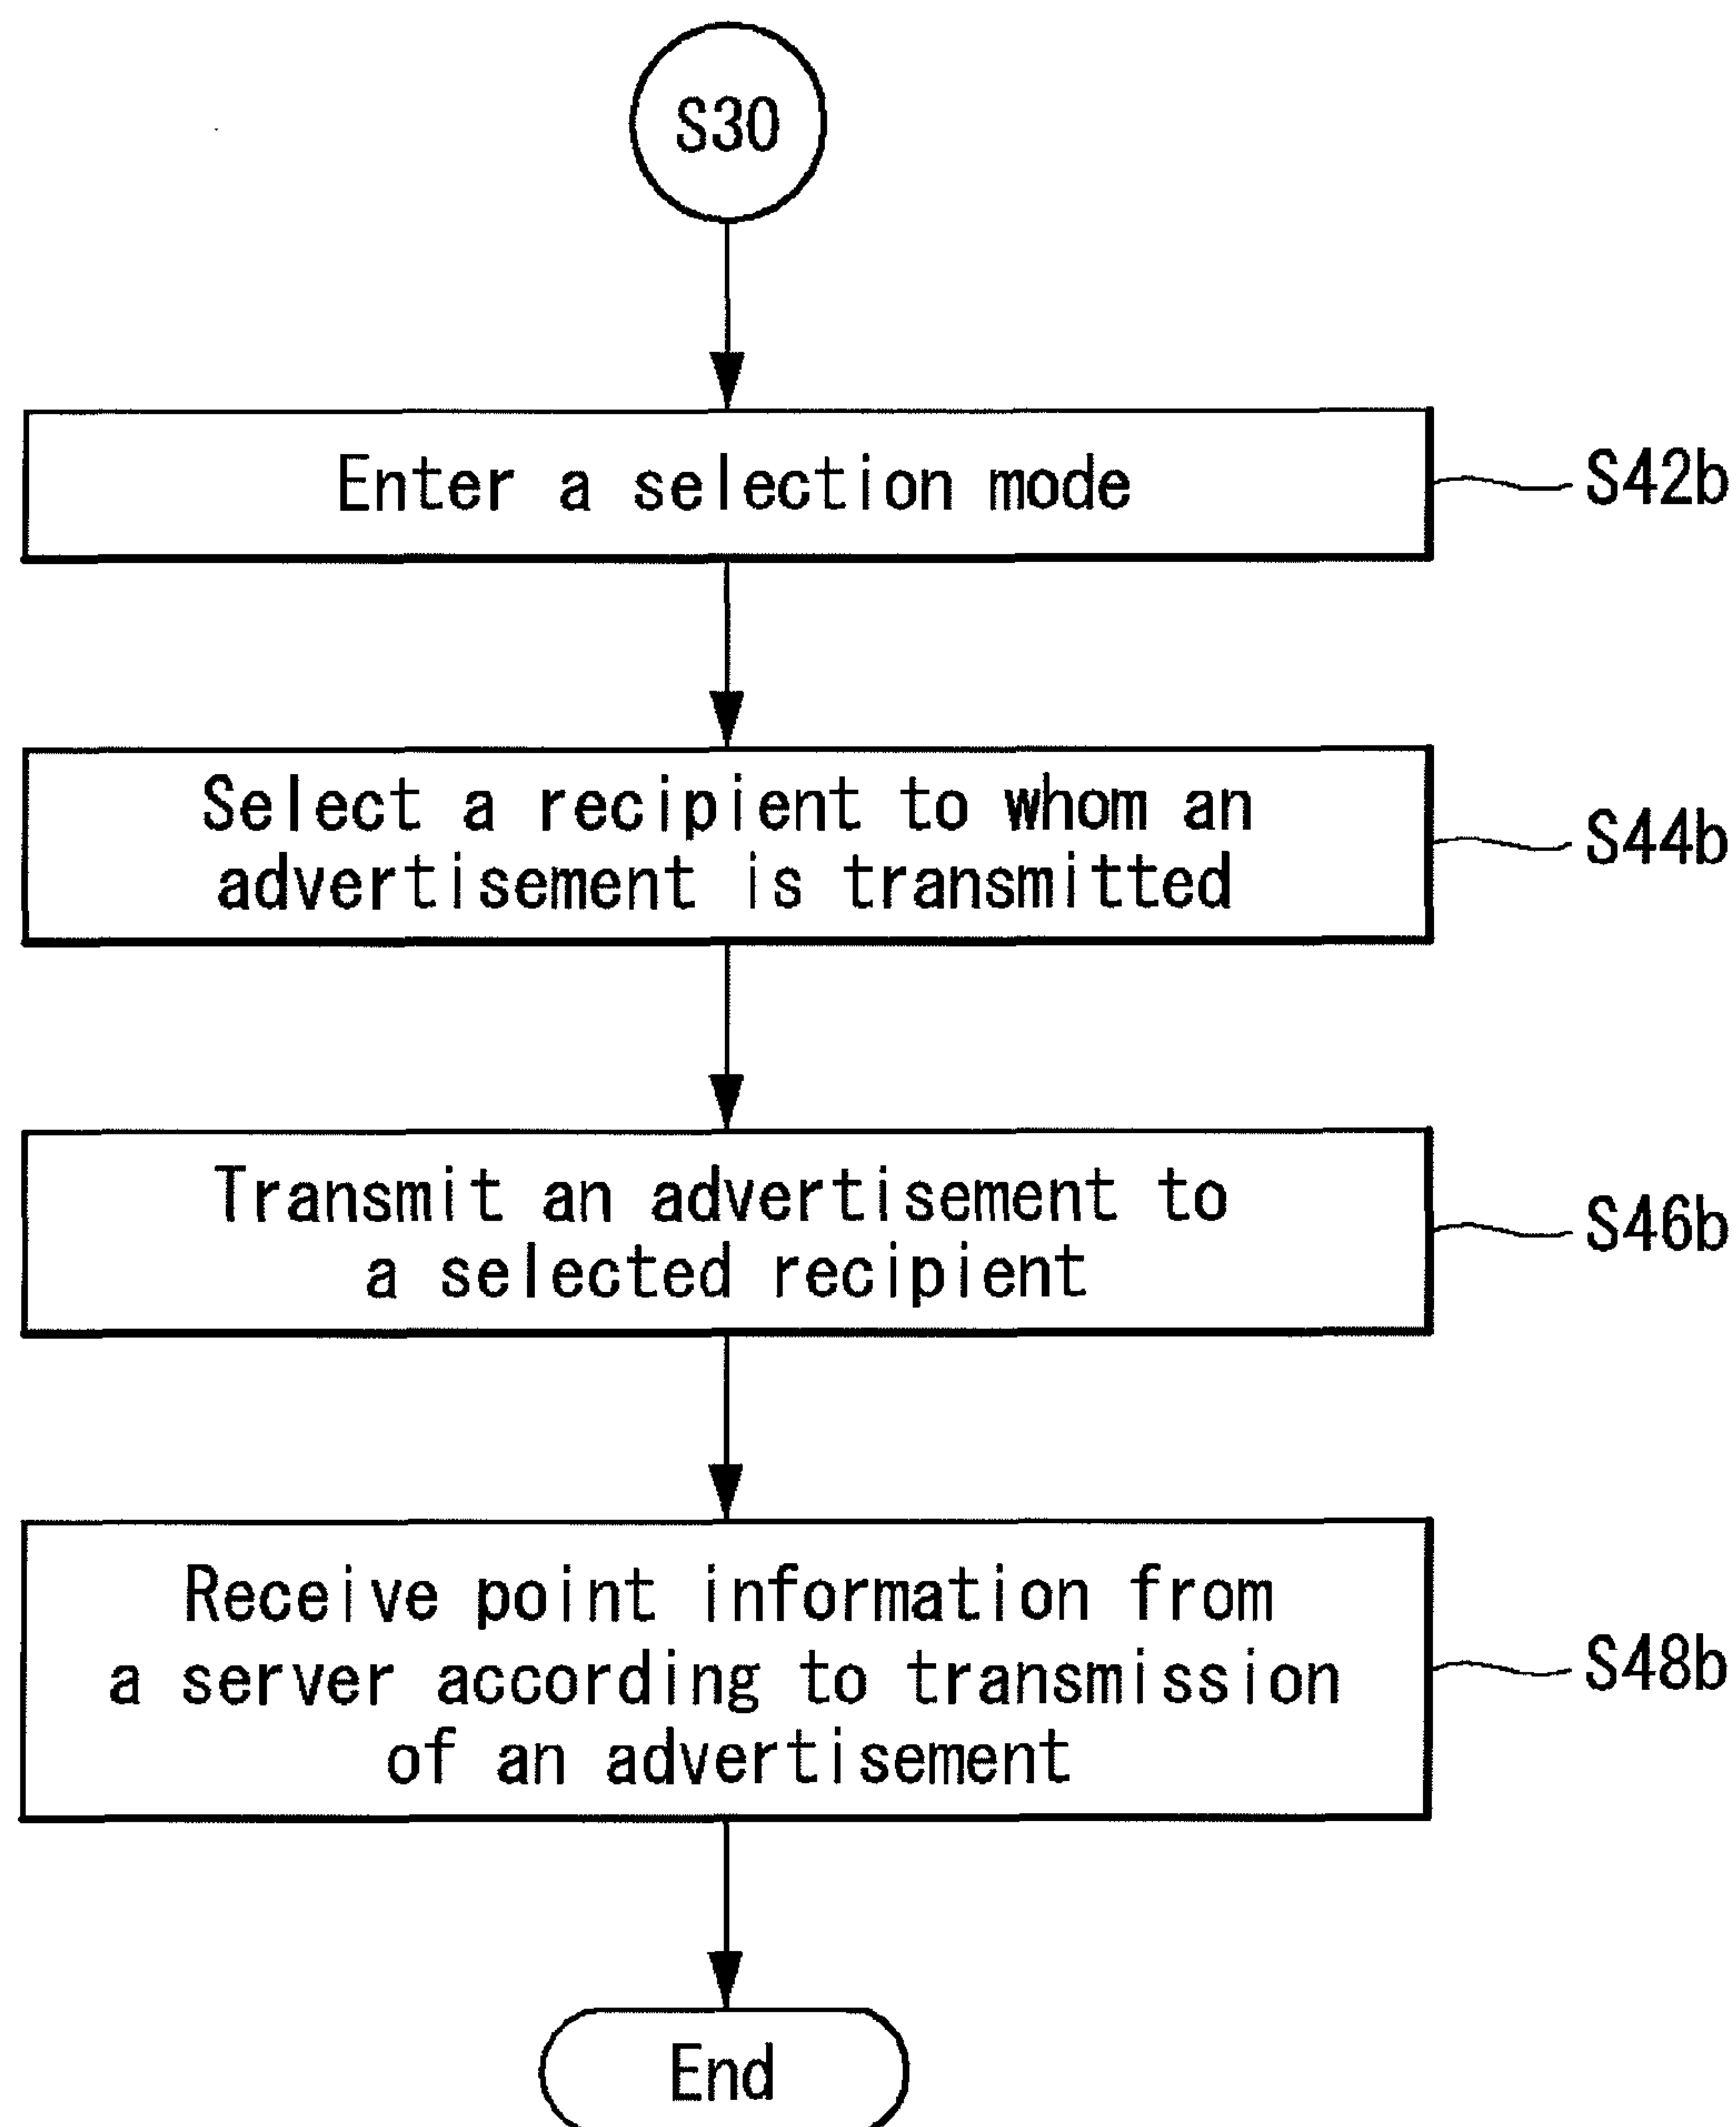 S30
Enter a selection mode
S42b
Select a recipient to whom an
advertisement is transmitted
S44b
Transmit an advertisement to
a selected recipient
S46b
Receive point information from
a server according to transmission
of an advertisement
S48b
End